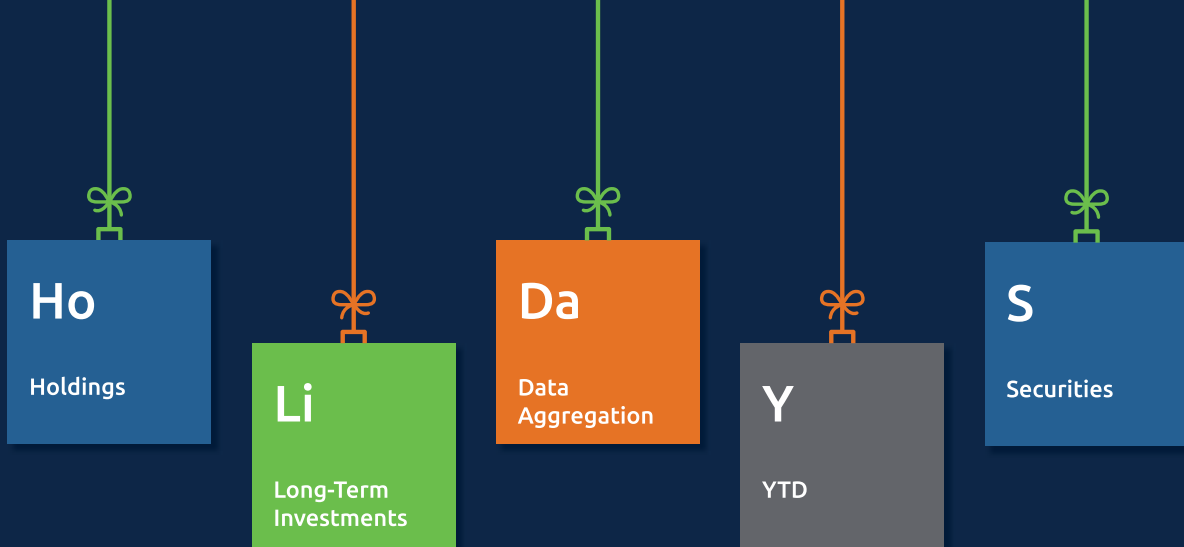 Ho
Holdings
Li
Long-Term
Investments
Da
Data
Aggregation
Y
YTD
S
Securities